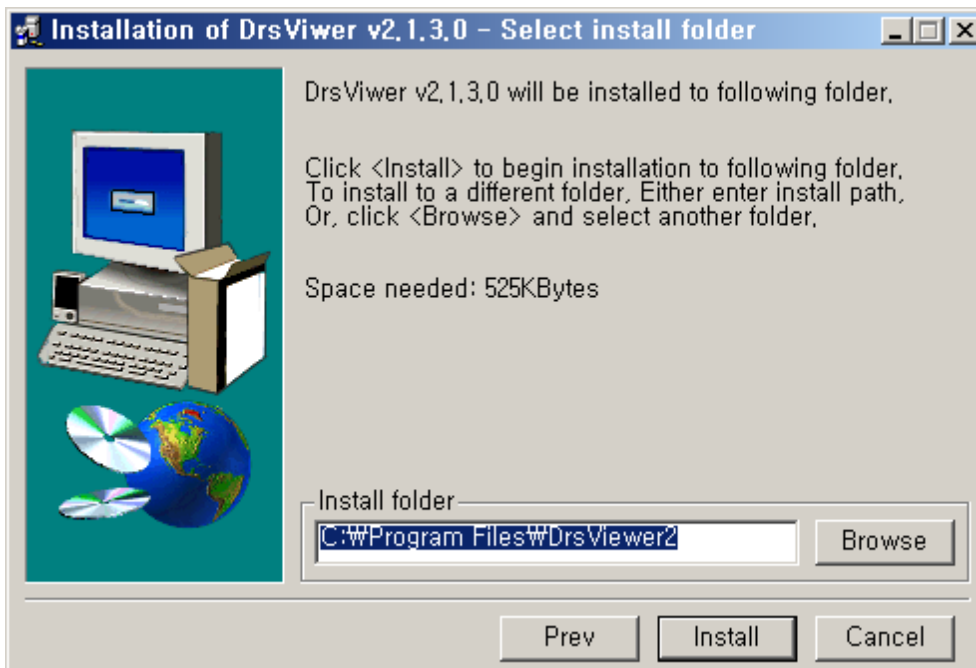 Installation of DrsViwer v2,1,3,0 - Select install folder
DrsViwer v2,1,3,0 will be installed to following folder,
Click <Install> to begin installation to following folder,
To install to a different folder, Either enter install path,
Or, click <Browse> and select another folder,
Space needed: 525KBytes
Install folder
C:₩Program Files₩DrsViewer2
Browse
Prev
Install
Cancel